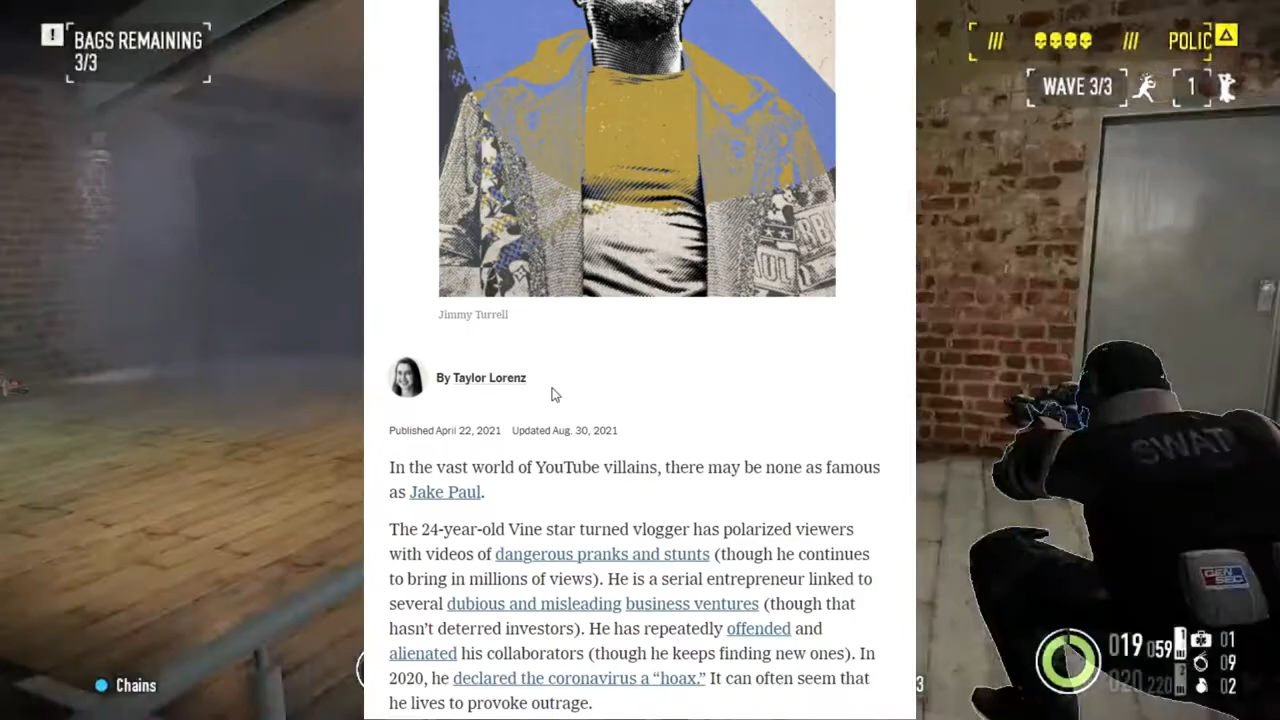 BAGS REMAINING
3/3
POLIC
WAVE 3/3
1
Jimmy Turrell
By Taylor Lorenz
Published April 22, 2021 Updated Aug. 30, 2021
In the vast world of YouTube villains, there may be none as famous
as Jake Paul.
The 24-year-old Vine star turned vlogger has polarized viewers
with videos of dangerous pranks and stunts (though he continues
to bring in millions of views). He is a serial entrepreneur linked to
several dubious and misleading business ventures (though that
hasn't deterred investors). He has repeatedly offended and
alienated his collaborators (though he keeps finding new ones). In
2020, he declared the coronavirus a “hoax.” It can often seem that
he lives to provoke outrage.
SWAT
GEN
SEC
Chains
3
019 059 01
09
020 220 02